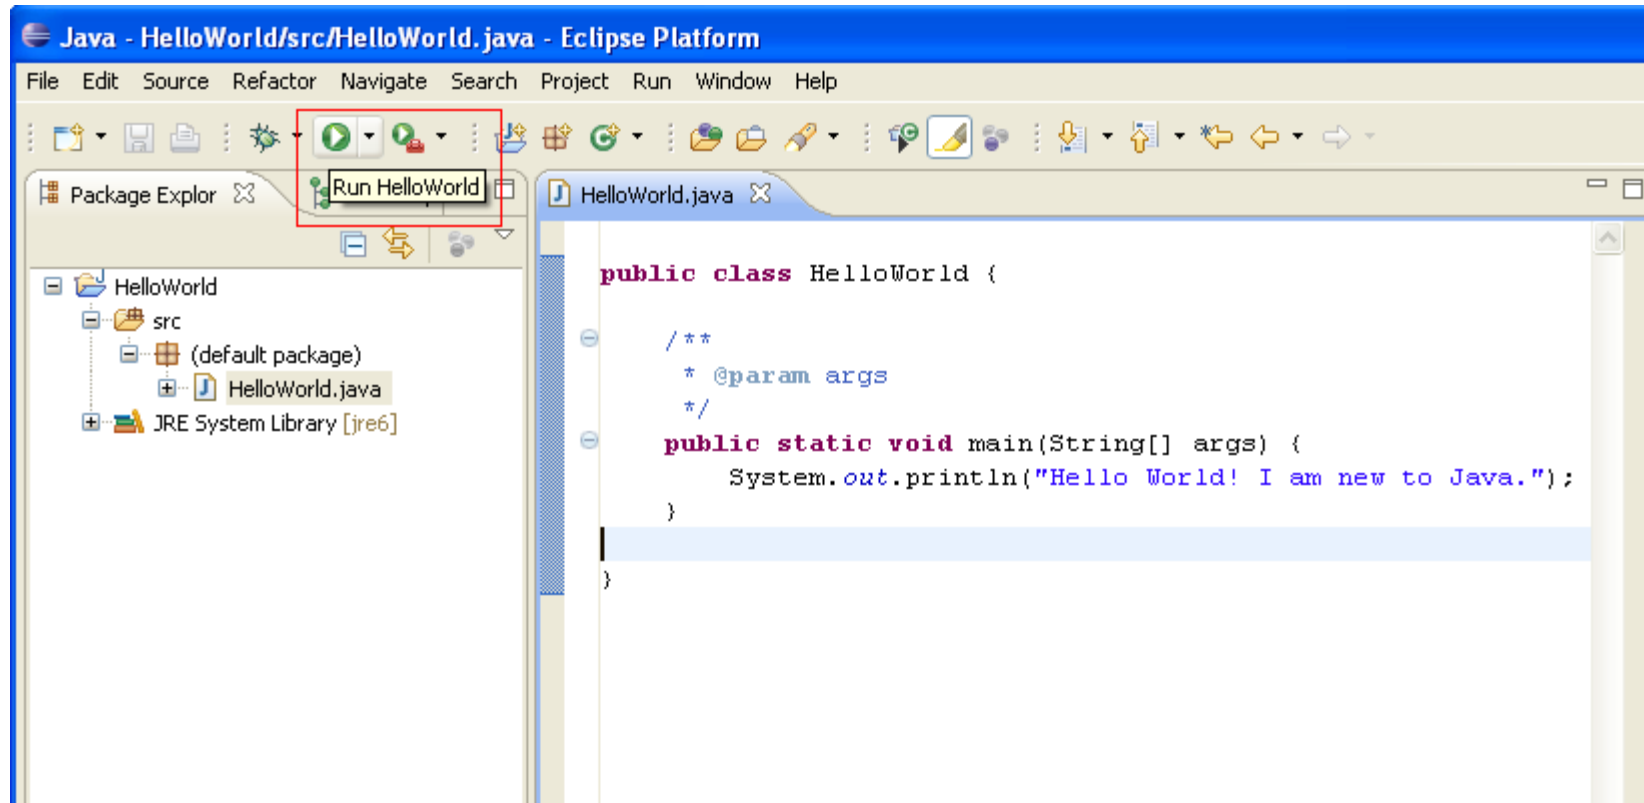 Java - HelloWorld/src/HelloWorld.java - Eclipse Platform
File Edit Source Refactor Navigate Search Project Run Window Help
Run HelloWorld
Package Explor
HelloWorld.java
HelloWorld
src
(default package)
HelloWorld.java
JRE System Library [jre6]
public class HelloWorld {
/**
* @param args
*/
public static void main(String[] args) {
System.out.println("Hello World! I am new to Java.");
}
}